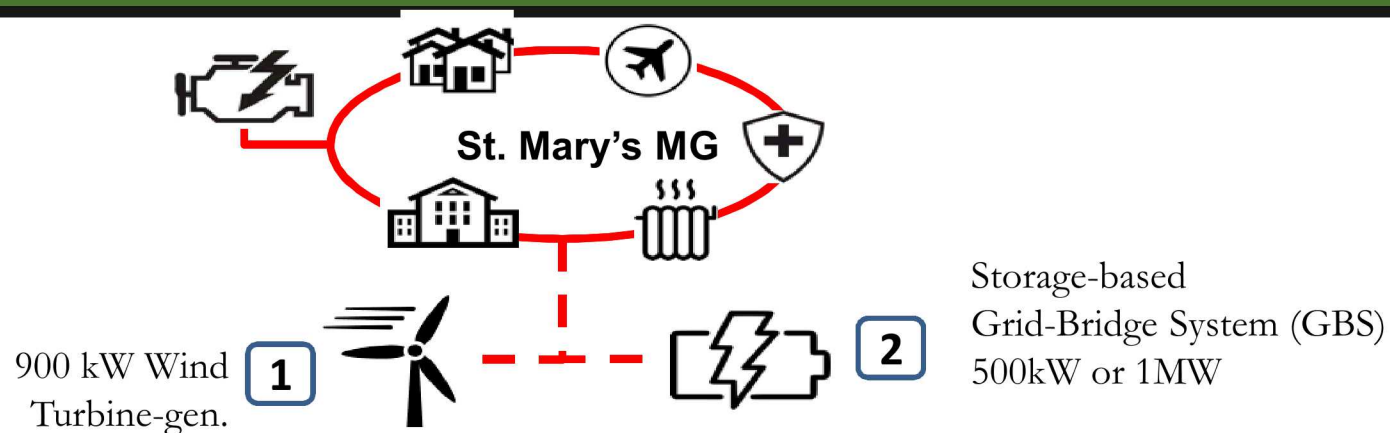 St. Mary’s MG
900 kW Wind
Turbine-gen.
1
2
Storage-based
Grid-Bridge System (GBS)
500kW or 1MW